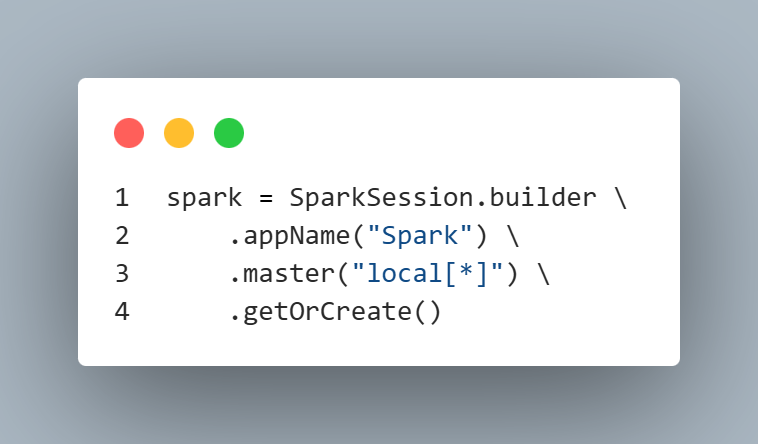 1 spark = SparkSession.builder \
2     .appName("Spark") \
3     .master("local[*]") \
4     .getOrCreate()